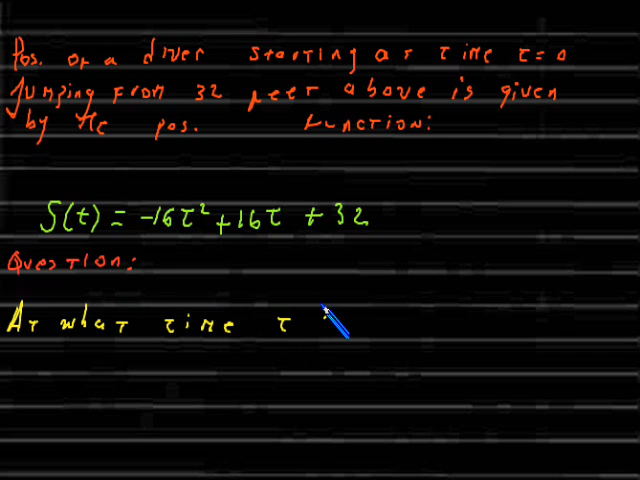 Pos. of a diver starting at time t=0
Jumping from 32 feet above is given
by the pos. function:
S(t) = -16t² + 16t + 32
Question:
At what time t